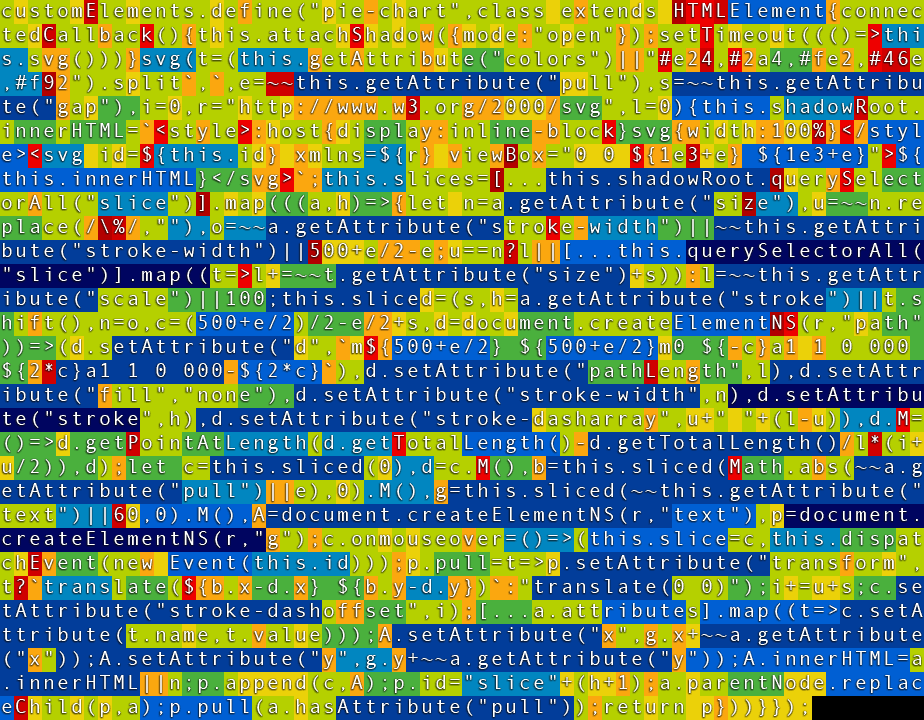 customElements.define("pie-chart",class extends HTMLElement{connec
tedCallback(){this.attachShadow({mode:"open"});setTimeout((()=>thi
s.svg()))}svg(t=(this.getAttribute("colors")||"#e24,#2a4,#fe2,#46e
,#f92").split`,`,e=~~this.getAttribute("pull"),s=~~this.getAttribu
te("gap"),i=0,r="http://www.w3.org/2000/svg",l=0){this.shadowRoot.
innerHTML=`<style>:host{display:inline-block}svg{width:100%}</styl
e><svg id=${this.id} xmlns=${r} viewBox="0 0 ${1e3+e} ${1e3+e}">${
this.innerHTML}</svg>`;this.slices=[...this.shadowRoot.querySelect
orAll("slice")].map(((a,h)=>{let n=a.getAttribute("size"),u=~~n.re
place(/\%/,""),o=~~a.getAttribute("stroke-width")||~~this.getAttri
bute("stroke-width")||500+e/2-e;u==n?l||[...this.querySelectorAll(
"slice")].map((t=>l+=~~t.getAttribute("size")+s)):l=~~this.getAttr
ibute("scale")||100;this.sliced=(s,h=a.getAttribute("stroke")||t.s
hift(),n=o,c=(500+e/2)/2-e/2+s,d=document.createElementNS(r,"path"
))=>(d.setAttribute("d",`m${500+e/2} ${500+e/2}m0 ${-c}a1 1 0 000 
${2*c}a1 1 0 000-${2*c}`),d.setAttribute("pathLength",l),d.setAttr
ibute("fill","none"),d.setAttribute("stroke-width",n),d.setAttribu
te("stroke",h),d.setAttribute("stroke-dasharray",u+" "+(l-u)),d.M=
()=>d.getPointAtLength(d.getTotalLength()-d.getTotalLength()/l*(i+
u/2)),d);let c=this.sliced(0),d=c.M(),b=this.sliced(Math.abs(~~a.g
etAttribute("pull")||e),0).M(),g=this.sliced(~~this.getAttribute("
text")||60,0).M(),A=document.createElementNS(r,"text"),p=document.
createElementNS(r,"g");c.onmouseover=()=>(this.slice=c,this.dispat
chEvent(new Event(this.id)));p.pull=t=>p.setAttribute("transform",
t?`translate(${b.x-d.x} ${b.y-d.y})`:"translate(0 0)");i+=u+s;c.se
tAttribute("stroke-dashoffset",i);[...a.attributes].map((t=>c.setA
ttribute(t.name,t.value)));A.setAttribute("x",g.x+~~a.getAttribute
("x"));A.setAttribute("y",g.y+~~a.getAttribute("y"));A.innerHTML=a
.innerHTML||n;p.append(c,A);p.id="slice"+(h+1);a.parentNode.replac
eChild(p,a);p.pull(a.hasAttribute("pull"));return p}))}});